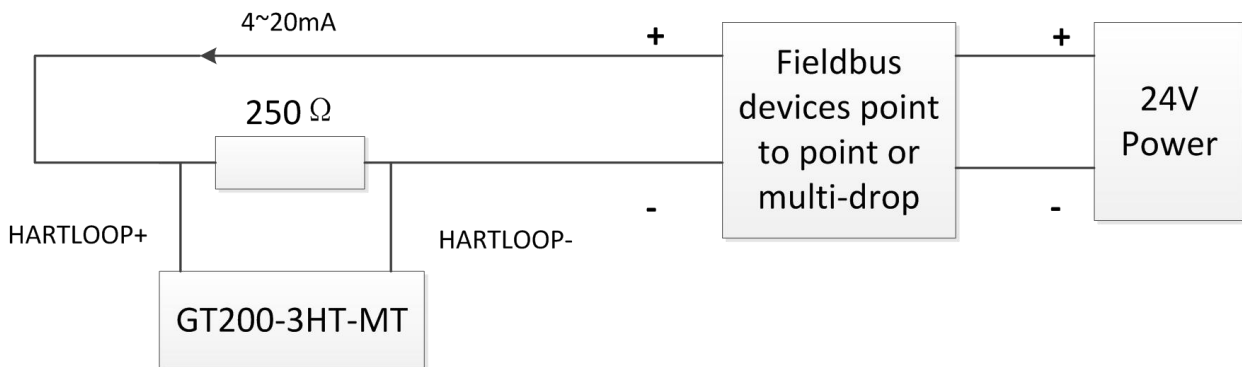 4~20mA
+
+
250 Ω
Fieldbus
devices point
to point or
multi-drop
24V
Power
-
-
HARTLOOP+
HARTLOOP-
GT200-3HT-MT